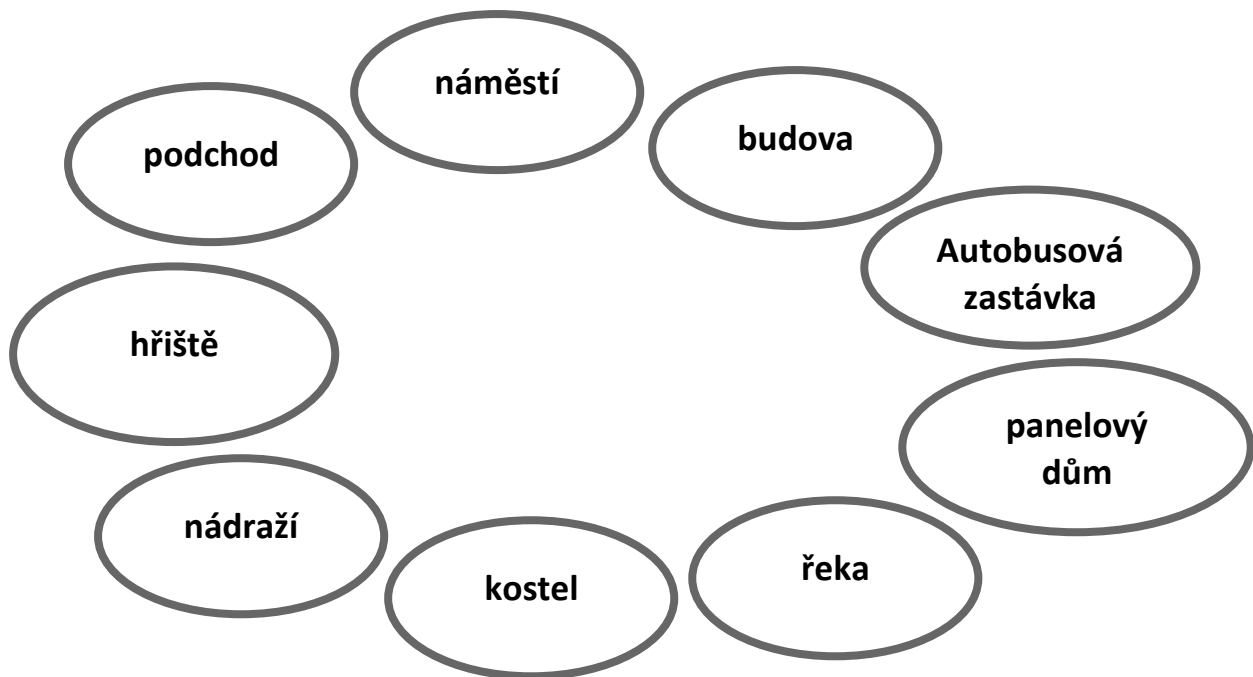 náměstí
budova
podchod
Autobusová
zastávka
hřiště
panelový
dům
nádraží
řeka
kostel